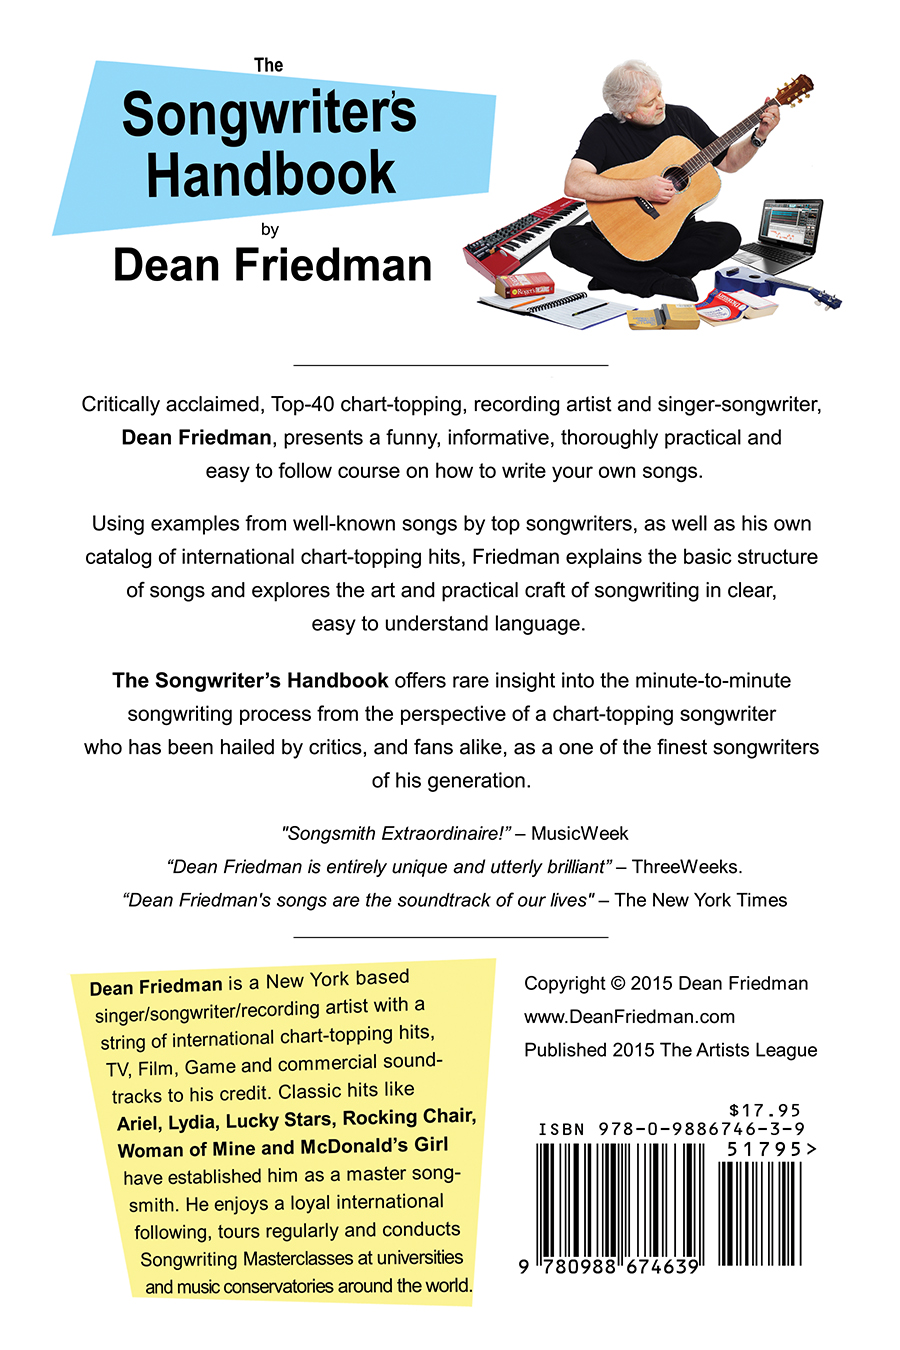 The
Songwriter's
Handbook
by
Dean Friedman
Roget's
Critically acclaimed, Top-40 chart-topping, recording artist and singer-songwriter,
Dean Friedman, presents a funny, informative, thoroughly practical and
easy to follow course on how to write your own songs.
Using examples from well-known songs by top songwriters, as well as his own
catalog of international chart-topping hits, Friedman explains the basic structure
of songs and explores the art and practical craft of songwriting in clear,
easy to understand language.
The Songwriter’s Handbook offers rare insight into the minute-to-minute
songwriting process from the perspective of a chart-topping songwriter
who has been hailed by critics, and fans alike, as a one of the finest songwriters
of his generation.
"Songsmith Extraordinaire!” – MusicWeek
“Dean Friedman is entirely unique and utterly brilliant” – ThreeWeeks.
“Dean Friedman's songs are the soundtrack of our lives" – The New York Times
Dean Friedman is a New York based
singer/songwriter/recording artist with a
string of international chart-topping hits,
TV, Film, Game and commercial sound-
tracks to his credit. Classic hits like
Ariel, Lydia, Lucky Stars, Rocking Chair,
Woman of Mine and McDonald’s Girl
have established him as a master song-
smith. He enjoys a loyal international
following, tours regularly and conducts
Songwriting Masterclasses at universities
and music conservatories around the world.
Copyright © 2015 Dean Friedman
www.DeanFriedman.com
Published 2015 The Artists League
$17.95
ISBN 978-0-9886746-3-9
51795>
9 780988 674639